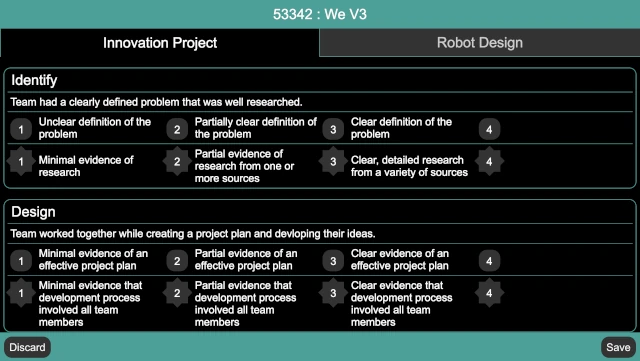 53342 : We V3
Innovation Project
Robot Design
Identify
Team had a clearly defined problem that was well researched.
1 Unclear definition of the problem
2 Partially clear definition of the problem
3 Clear definition of the problem
4
1 Minimal evidence of research
2 Partial evidence of research from one or more sources
3 Clear, detailed research from a variety of sources
4
Design
Team worked together while creating a project plan and devloping their ideas.
1 Minimal evidence of an effective project plan
2 Partial evidence of an effective project plan
3 Clear evidence of an effective project plan
4
1 Minimal evidence that development process involved all team members
2 Partial evidence that development process involved all team members
3 Clear evidence that development process involved all team members
4
Discard
Save